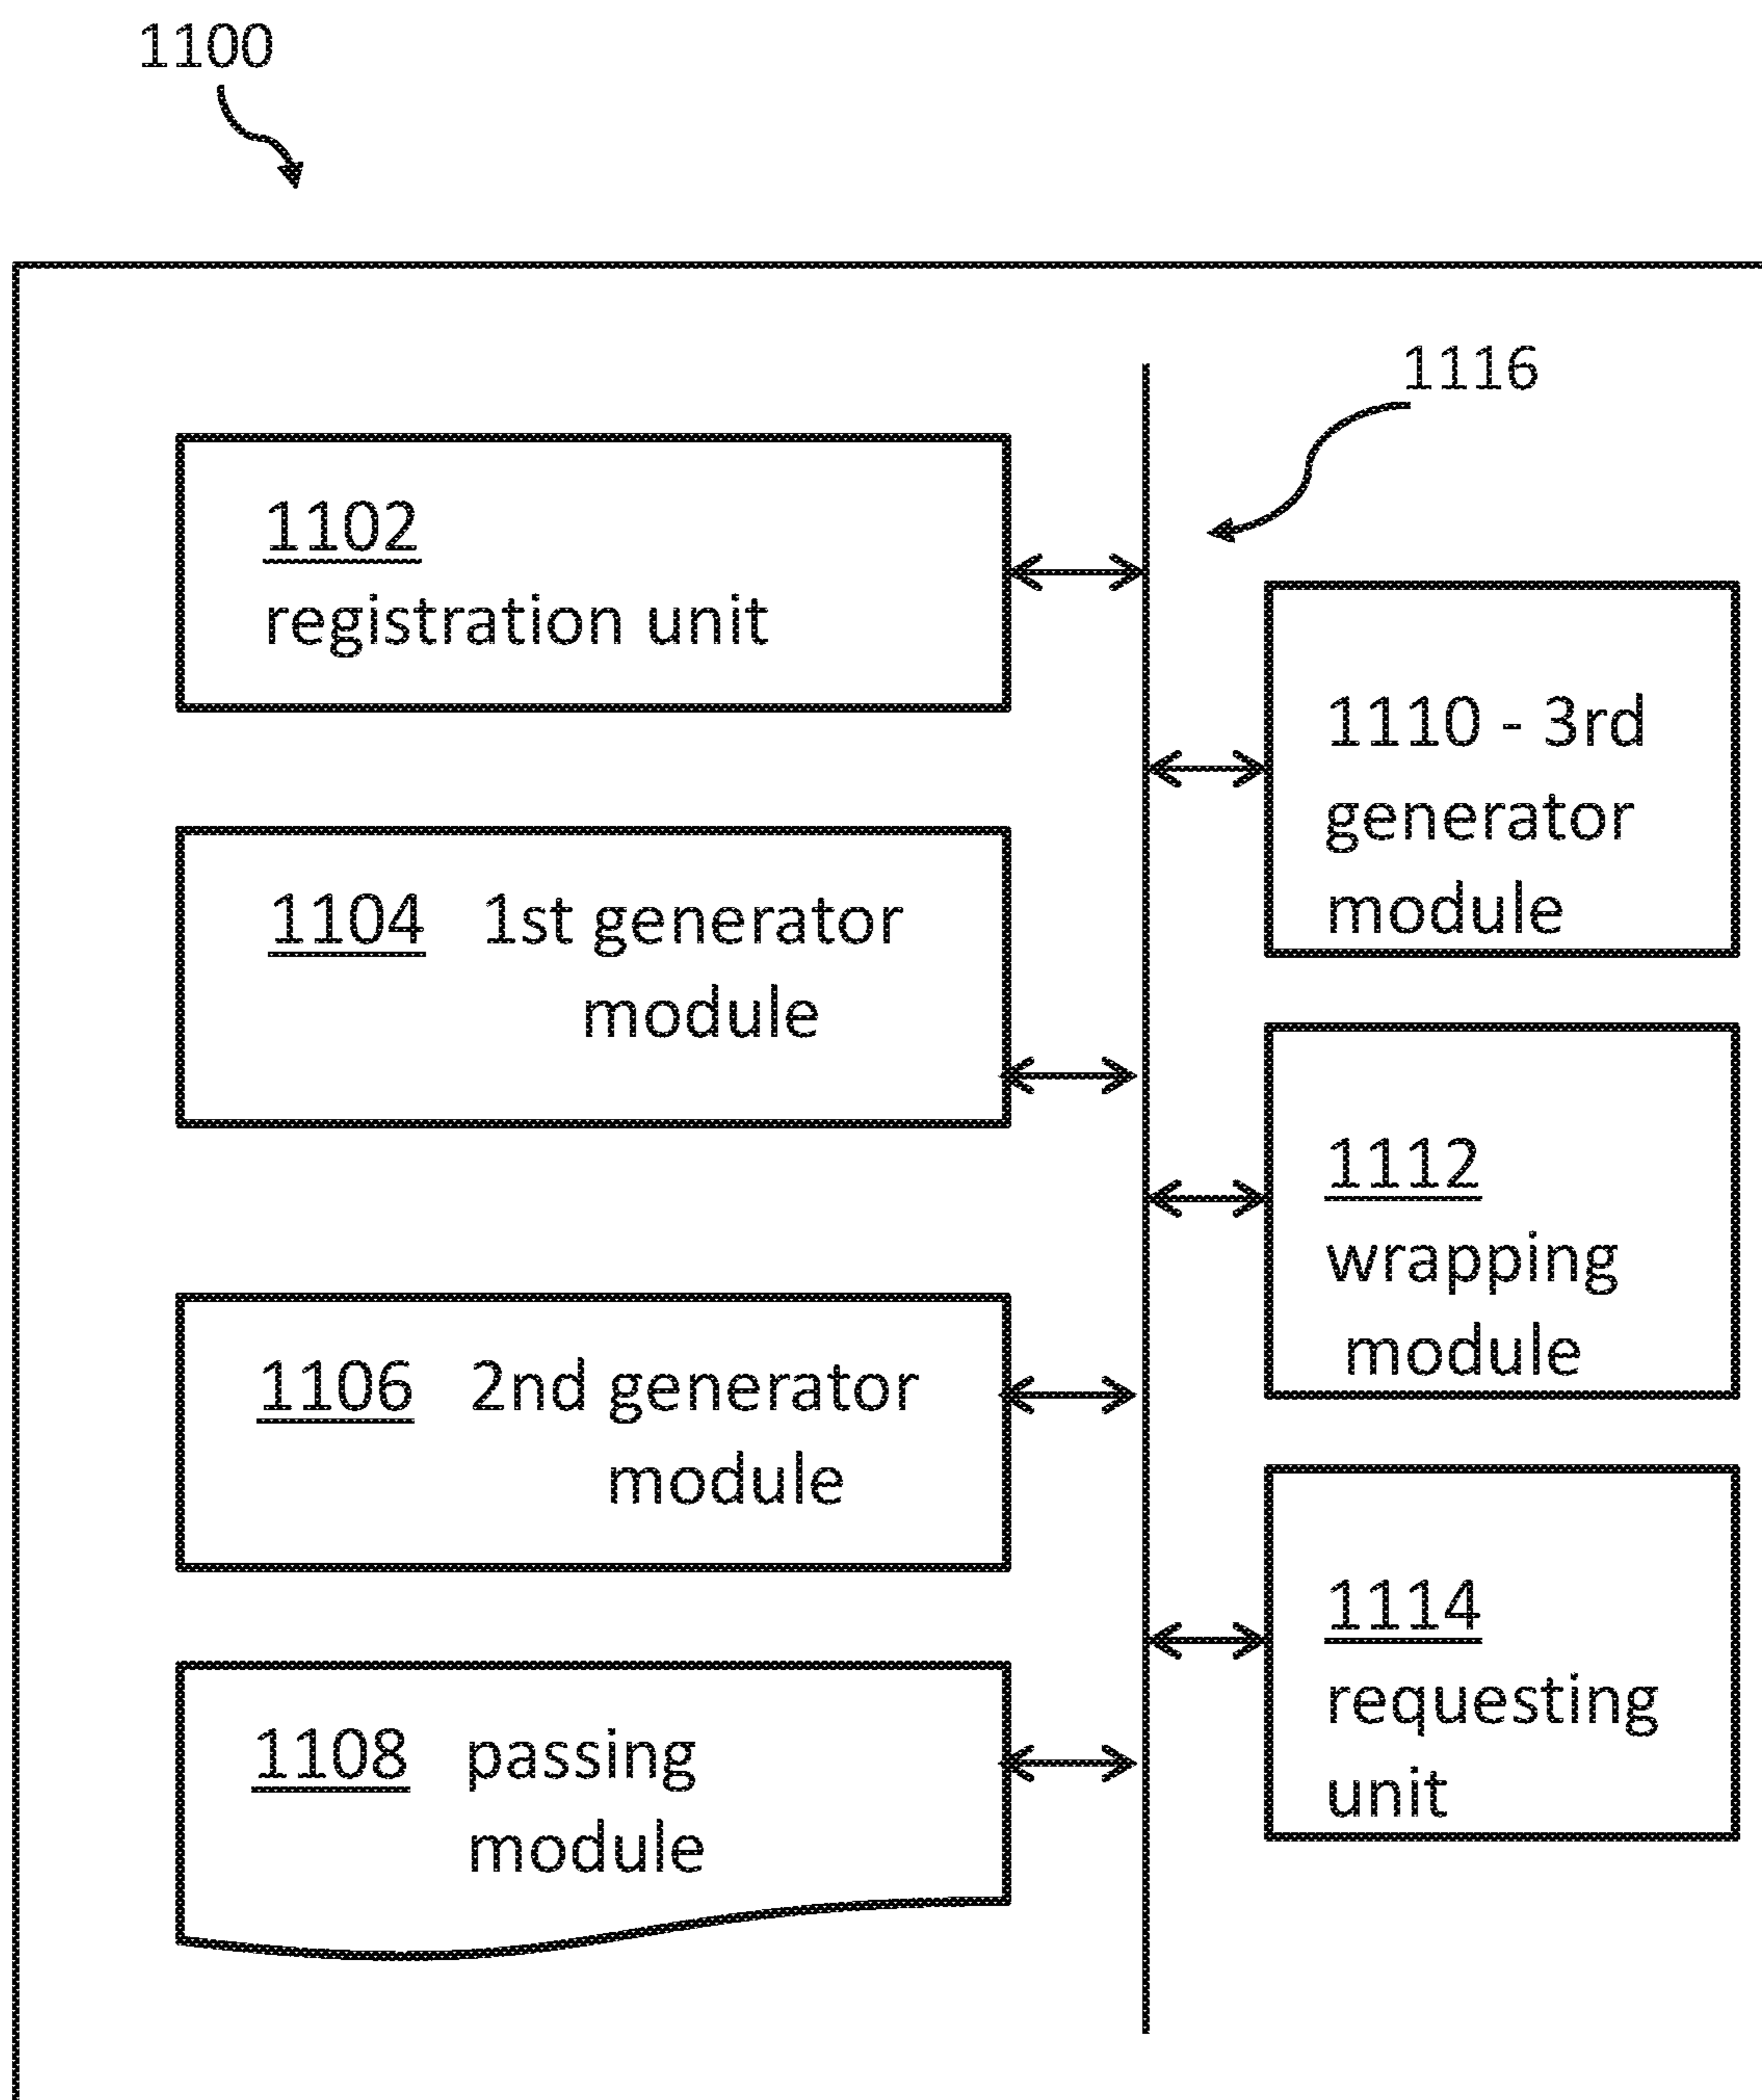 1100
1116
1102
registration unit
1104 1st generator
module
1106 2nd generator
module
1108 passing
module
1110 - 3rd
generator
module
1112
wrapping
module
1114
requesting
unit